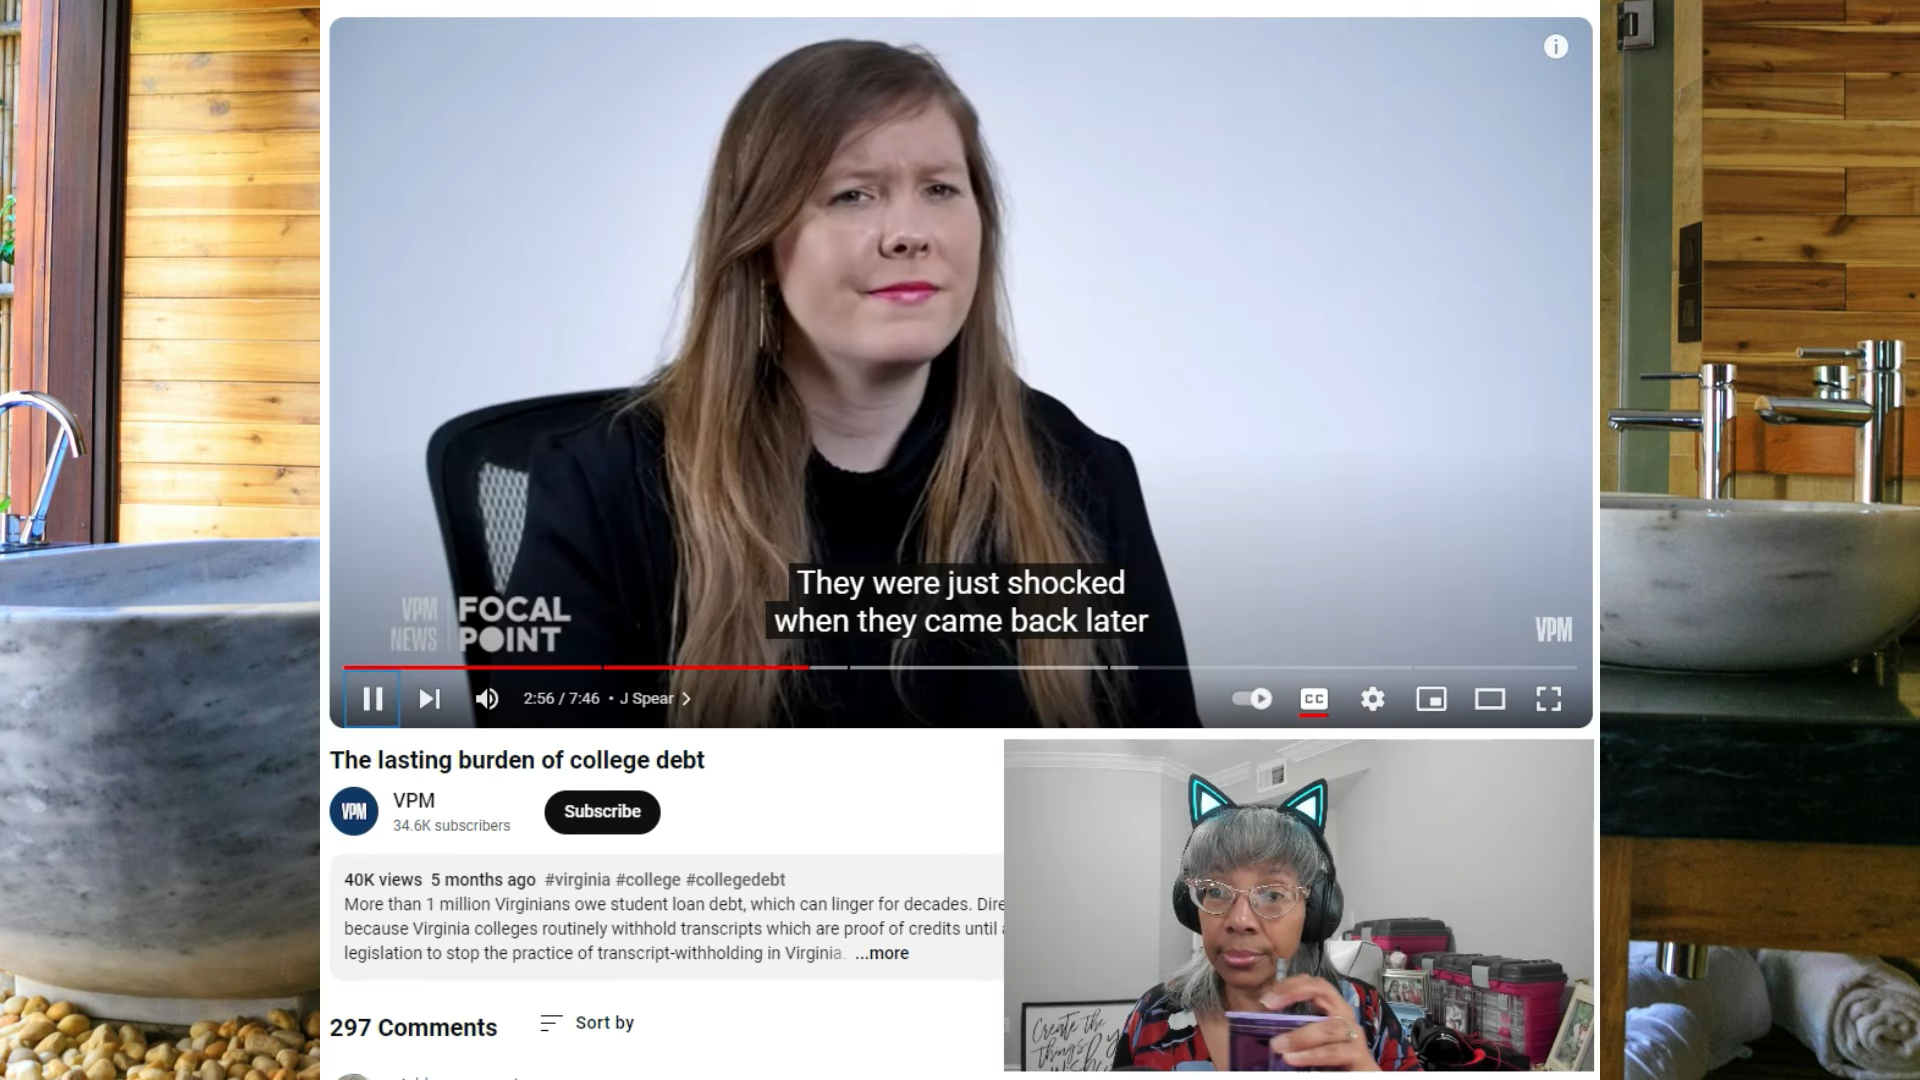 They were just shocked
when they came back later
VPM
NEWS
FOCAL
POINT
VPM
2:56 / 7:46 • J Spear
CC
The lasting burden of college debt
VPM
VPM
34.6K subscribers
Subscribe
40K views 5 months ago #virginia #college #collegedebt
More than 1 million Virginians owe student loan debt, which can linger for decades. Dire
because Virginia colleges routinely withhold transcripts which are proof of credits until
legislation to stop the practice of transcript-withholding in Virginia. ...more
297 Comments
Sort by
Create the
things